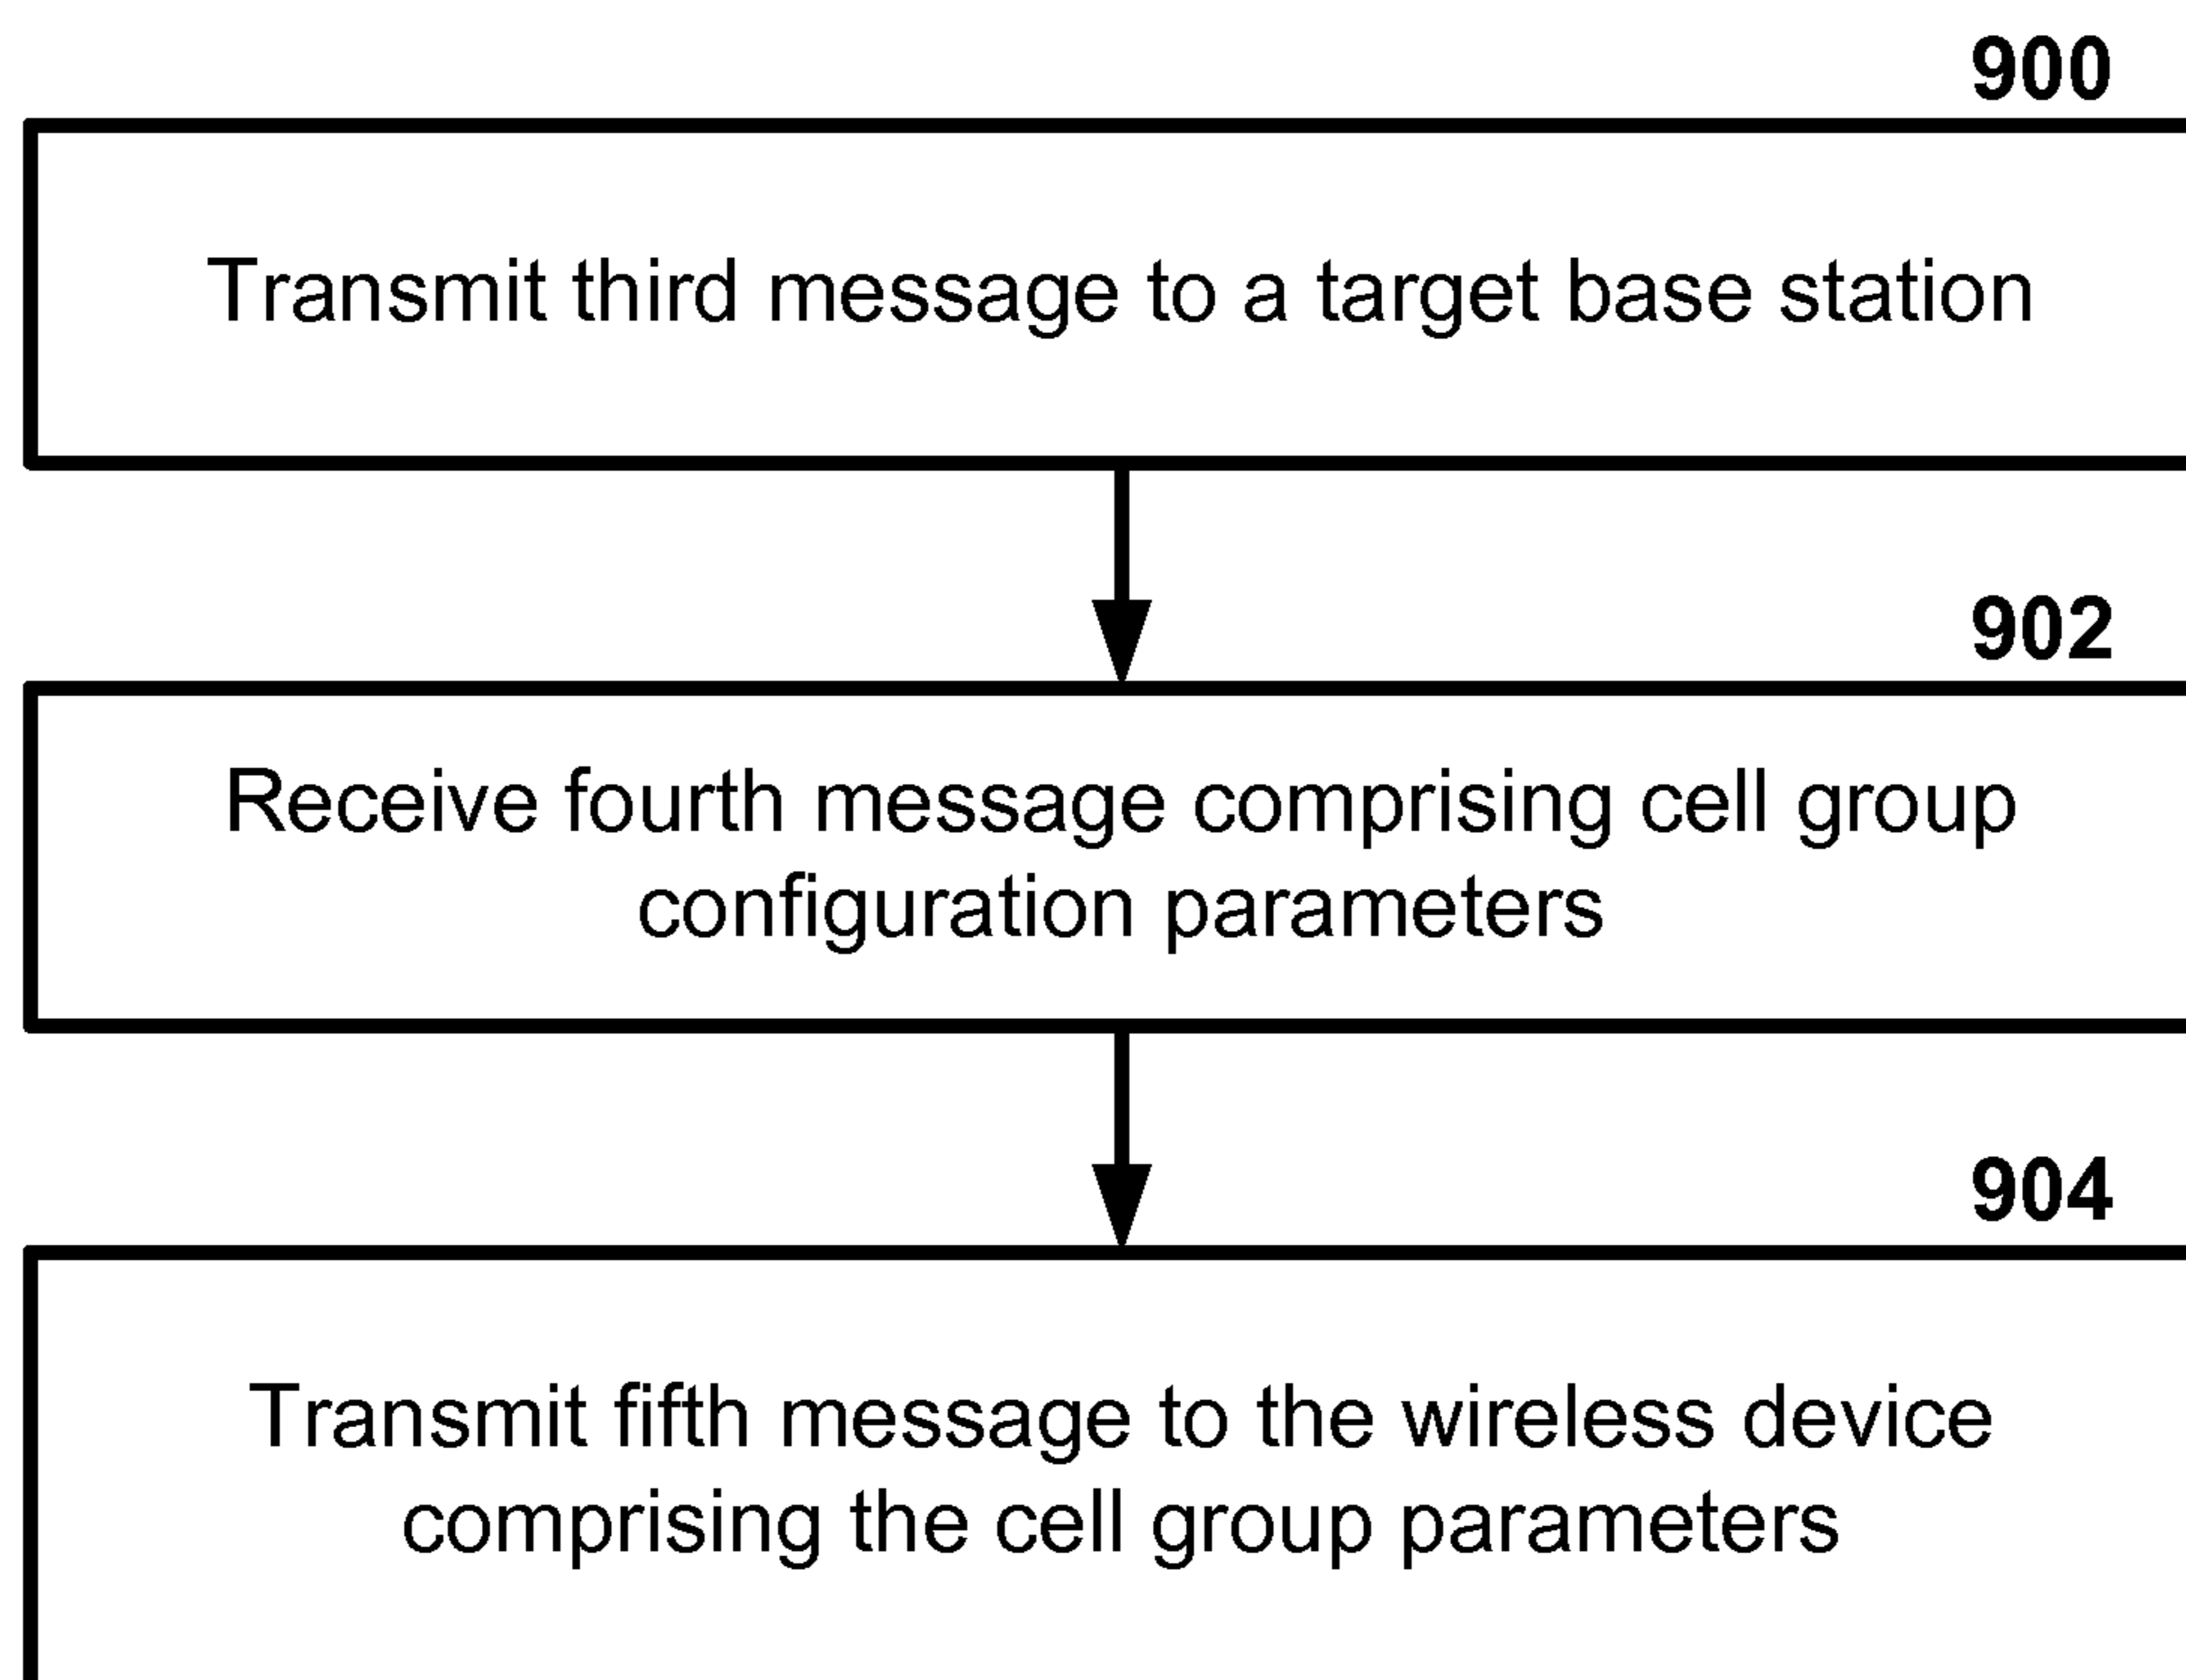 900
Transmit third message to a target base station
902
Receive fourth message comprising cell group
configuration parameters
904
Transmit fifth message to the wireless device
comprising the cell group parameters